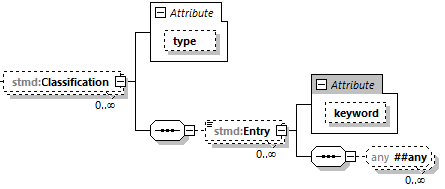 Attribute
type
stmd:Classification
0..∞
stmd:Entry
0..∞
Attribute
keyword
any ##any
0..∞